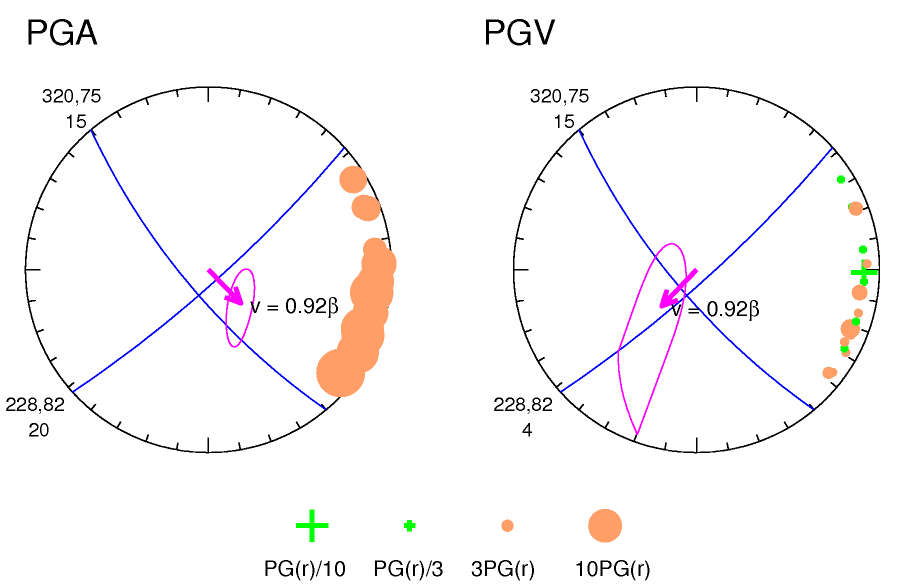 PGA
PGV
320,75
15
320,75
15
v = 0.92β
v = 0.92β
228,82
20
228,82
4
PG(r)/10 PG(r)/3 3PG(r) 10PG(r)